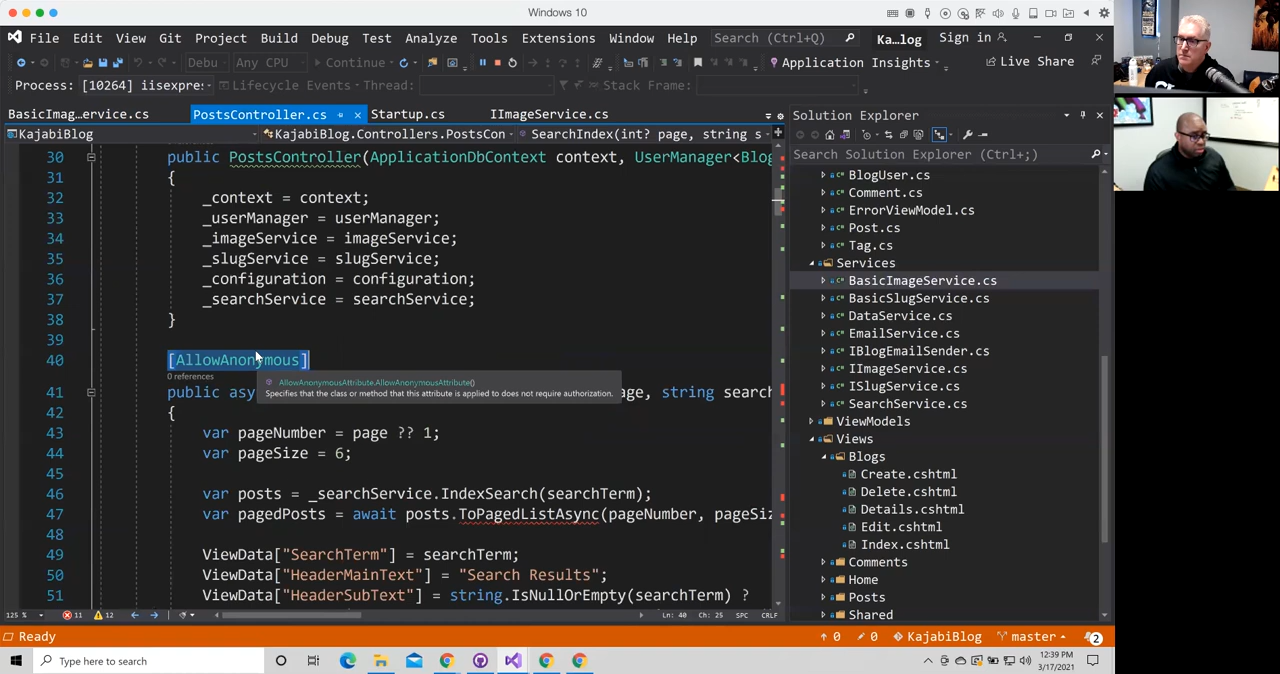 Windows 10
File Edit View Git Project Build Debug Test Analyze Tools Extensions Window Help Search (Ctrl+Q) Ka...log Sign in
Debug Any CPU Continue Application Insights Live Share
Process: [10264] iisexpre: Lifecycle Events Thread: Stack Frame:
BasicImag...ervice.cs PostsController.cs Startup.cs IImageService.cs
KajabiBlog KajabiBlog.Controllers.PostsCon SearchIndex(int? page, string s
30 public PostsController(ApplicationDbContext context, UserManager<Blog
31 {
32 _context = context;
33 _userManager = userManager;
34 _imageService = imageService;
35 _slugService = slugService;
36 _configuration = configuration;
37 _searchService = searchService;
38 }
39
40 [AllowAnonymous]
0 references
AllowAnonymousAttribute.AllowAnonymousAttribute()
Specifies that the class or method that this attribute is applied to does not require authorization.
41 public asy age, string search
42 {
43 var pageNumber = page ?? 1;
44 var pageSize = 6;
45
46 var posts = _searchService.IndexSearch(searchTerm);
47 var pagedPosts = await posts.ToPagedListAsync(pageNumber, pageSiz
48
49 ViewData["SearchTerm"] = searchTerm;
50 ViewData["HeaderMainText"] = "Search Results";
51 ViewData["HeaderSubText"] = string.IsNullOrEmpty(searchTerm) ?
125 % 11 12 Ln: 40 Ch: 25 SPC CRLF
Solution Explorer
Search Solution Explorer (Ctrl+;)
BlogUser.cs
Comment.cs
ErrorViewModel.cs
Post.cs
Tag.cs
Services
BasicImageService.cs
BasicSlugService.cs
DataService.cs
EmailService.cs
IBlogEmailSender.cs
IImageService.cs
ISlugService.cs
SearchService.cs
ViewModels
Views
Blogs
Create.cshtml
Delete.cshtml
Details.cshtml
Edit.cshtml
Index.cshtml
Comments
Home
Posts
Shared
Ready 0 0 KajabiBlog master 2
Type here to search 12:39 PM
3/17/2021